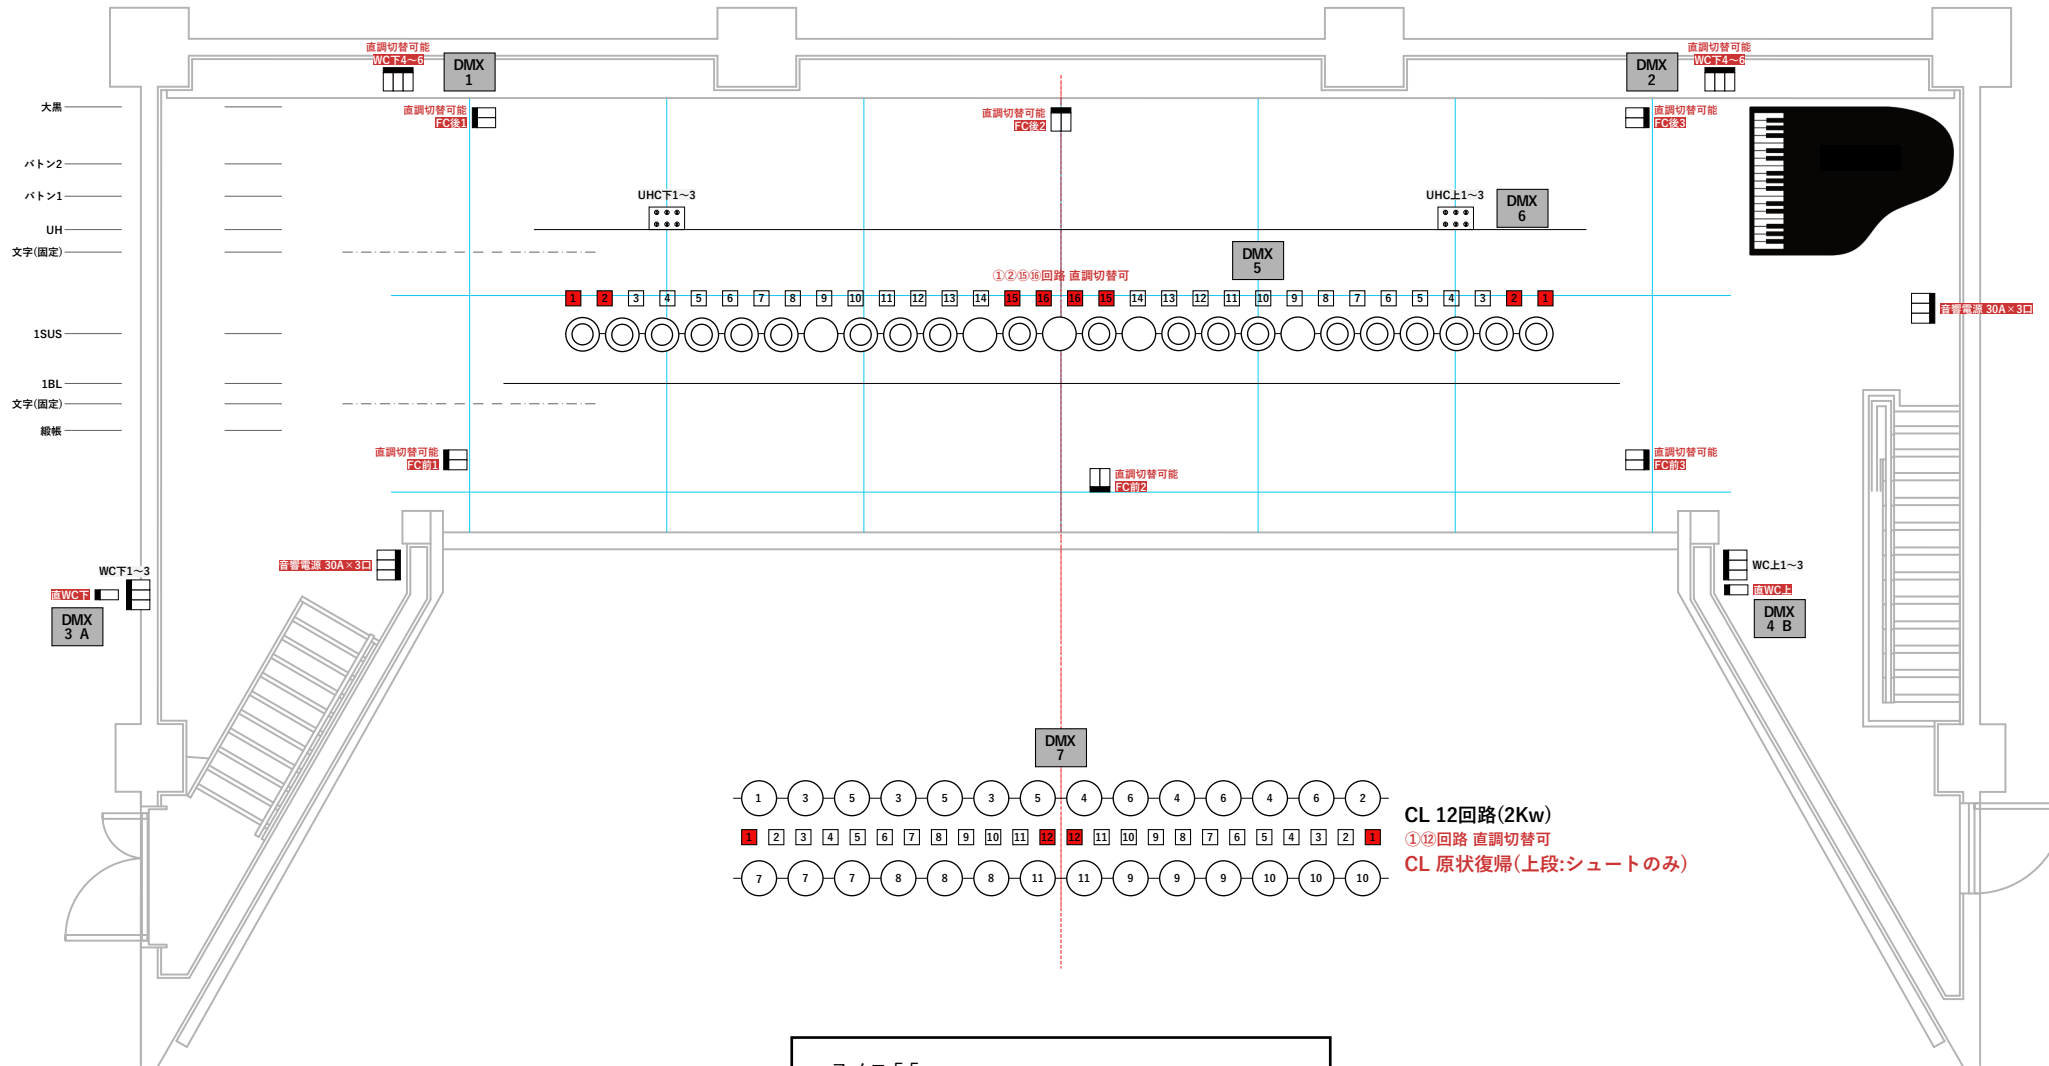 直調切替可能
WC下4〜6
DMX
1
DMX
2
直調切替可能
WC下4〜6
大黒
直調切替可能
FC後1
直調切替可能
FC後2
直調切替可能
FC後3
バトン2
バトン1
UHC下1〜3
UHC上1〜3
DMX
6
UH
文字(固定)
DMX
5
①②⑮⑯回路 直調切替可
1 2 3 4 5 6 7 8 9 10 11 12 13 14 15 16 16 15 14 13 12 11 10 9 8 7 6 5 4 3 2 1
音響電源 30A×3口
1SUS
1BL
文字(固定)
緞帳
直調切替可能
FC前1
直調切替可能
FC前2
直調切替可能
FC前3
音響電源 30A×3口
WC下1〜3
直WC下
DMX
3 A
WC上1〜3
直WC上
DMX
4 B
DMX
7
1 3 5 3 5 3 5 4 6 4 6 4 6 2
1 2 3 4 5 6 7 8 9 10 11 12 12 11 10 9 8 7 6 5 4 3 2 1
7 7 7 8 8 8 11 11 9 9 9 10 10 10
CL 12回路(2Kw)
①⑫回路 直調切替可
CL 原状復帰(上段:シュートのみ)